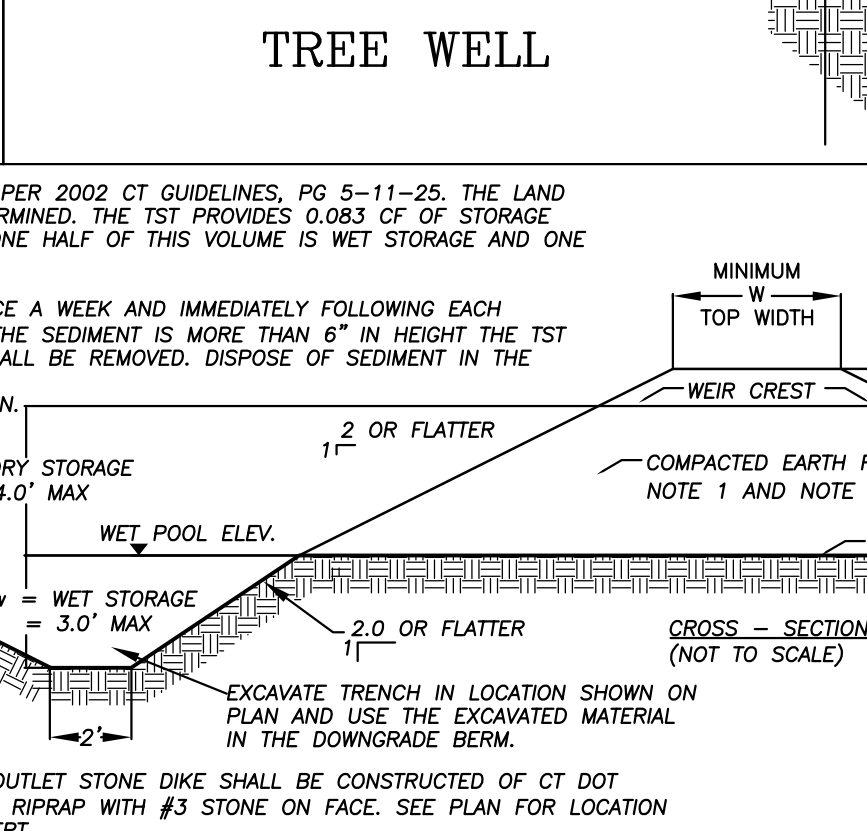 TREE WELL
PER 2002 CT GUIDELINES, PG 5-11-25. THE LAND
RMINED. THE TST PROVIDES 0.083 CF OF STORAGE
ONE HALF OF THIS VOLUME IS WET STORAGE AND ONE
CE A WEEK AND IMMEDIATELY FOLLOWING EACH
THE SEDIMENT IS MORE THAN 6" IN HEIGHT THE TST
ALL BE REMOVED. DISPOSE OF SEDIMENT IN THE
MINIMUM
W
TOP WIDTH
N.
WEIR CREST
2 OR FLATTER
1
DRY STORAGE
4.0' MAX
COMPACTED EARTH F
NOTE 1 AND NOTE
WET POOL ELEV.
w = WET STORAGE
= 3.0' MAX
2.0 OR FLATTER
1
CROSS - SECTION
(NOT TO SCALE)
EXCAVATE TRENCH IN LOCATION SHOWN ON
PLAN AND USE THE EXCAVATED MATERIAL
IN THE DOWNGRADE BERM.
2'
OUTLET STONE DIKE SHALL BE CONSTRUCTED OF CT DOT
RIPRAP WITH #3 STONE ON FACE. SEE PLAN FOR LOCATION